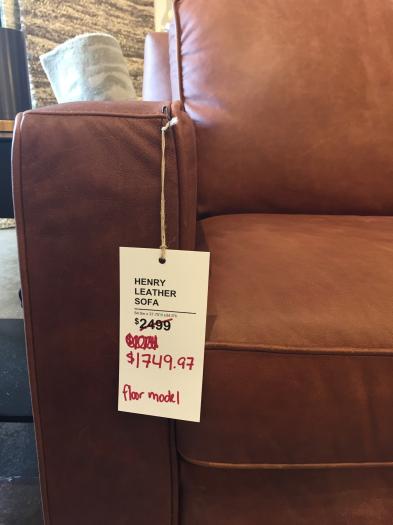 HENRY
LEATHER
SOFA
$2499
$1749.97
floor model